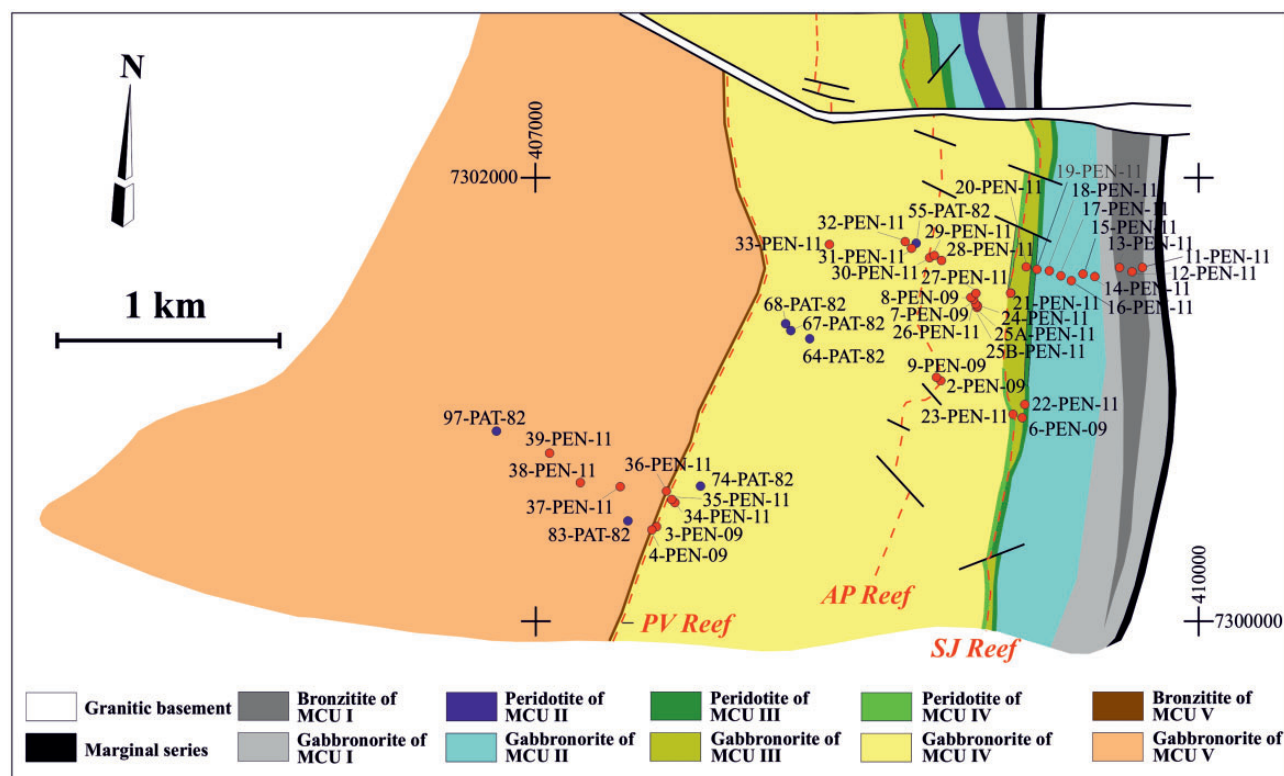 N
407000
7302000
19-PEN-11
20-PEN-11
18-PEN-11
17-PEN-11
55-PAT-82
32-PEN-11
15-PEN-11
29-PEN-11
13-PEN-11
33-PEN-11
28-PEN-11
11-PEN-11
31-PEN-11
30-PEN-11
12-PEN-11
27-PEN-11
14-PEN-11
1 km
8-PEN-09
21-PEN-11
16-PEN-11
68-PAT-82
7-PEN-09
24-PEN-11
67-PAT-82
26-PEN-11
25A-PEN-11
64-PAT-82
25B-PEN-11
9-PEN-09
2-PEN-09
97-PAT-82
23-PEN-11
22-PEN-11
6-PEN-09
39-PEN-11
36-PEN-11
38-PEN-11
74-PAT-82
35-PEN-11
37-PEN-11
34-PEN-11
83-PAT-82
3-PEN-09
4-PEN-09
410000
AP Reef
PV Reef
7300000
SJ Reef
Granitic basement
Bronzitite of
MCU I
Peridotite of
MCU II
Peridotite of
MCU III
Peridotite of
MCU IV
Bronzitite of
MCU V
Marginal series
Gabbronorite of
MCU I
Gabbronorite of
MCU II
Gabbronorite of
MCU III
Gabbronorite of
MCU IV
Gabbronorite of
MCU V